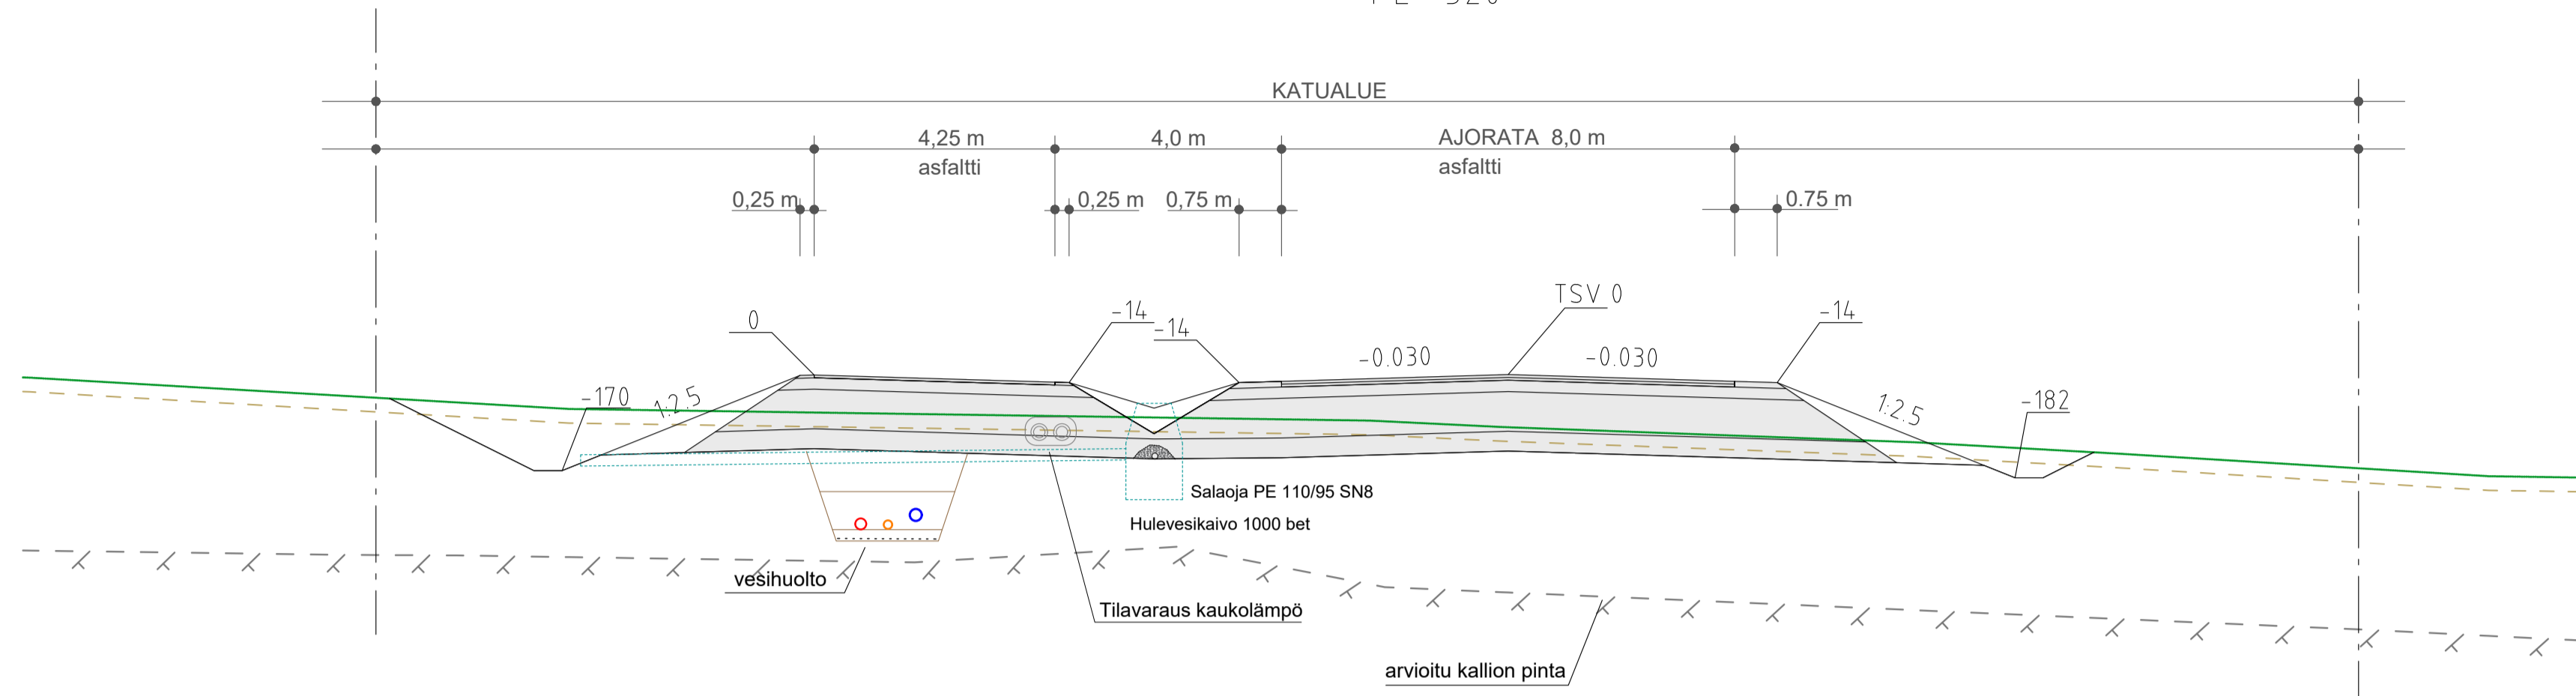 KATUALUE
4,25 m
4,0 m
AJORATA 8,0 m
asfaltti
asfaltti
0,25 m
0,25 m
0,75 m
0.75 m
TSV 0
0
-14
-14
-14
-0.030
-0.030
-170
1:2.5
1:2.5
-182
Salaoja PE 110/95 SN8
Hulevesikaivo 1000 bet
vesihuolto
Tilavaraus kaukolämpö
arvioitu kallion pinta